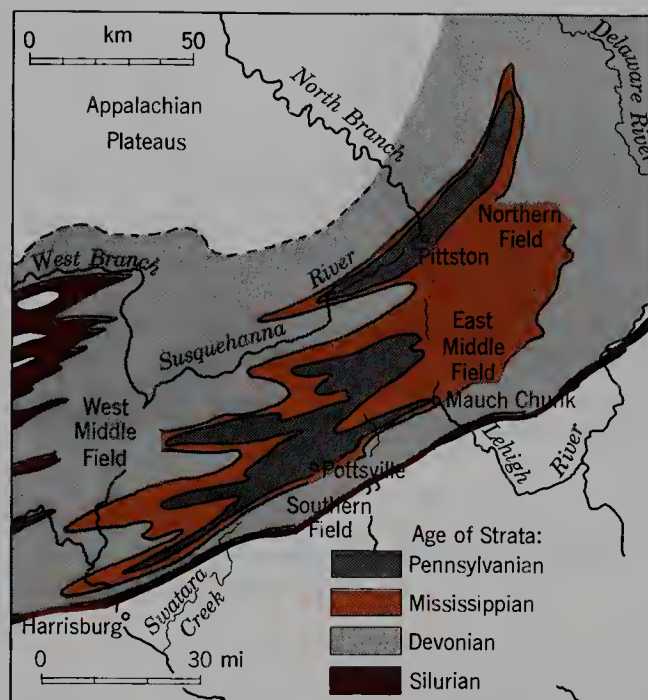 0 km 50
Appalachian
Plateaus
North Branch
Delaware River
Northern
Field
Pittston
River
West Branch
Susquehanna
East
Middle
Field
West
Middle
Field
Mauch Chunk
Lehigh
River
Pottsville
Southern
Field
Swatara
Creek
Harrisburg
0 30 mi
Age of Strata:
Pennsylvanian
Mississippian
Devonian
Silurian